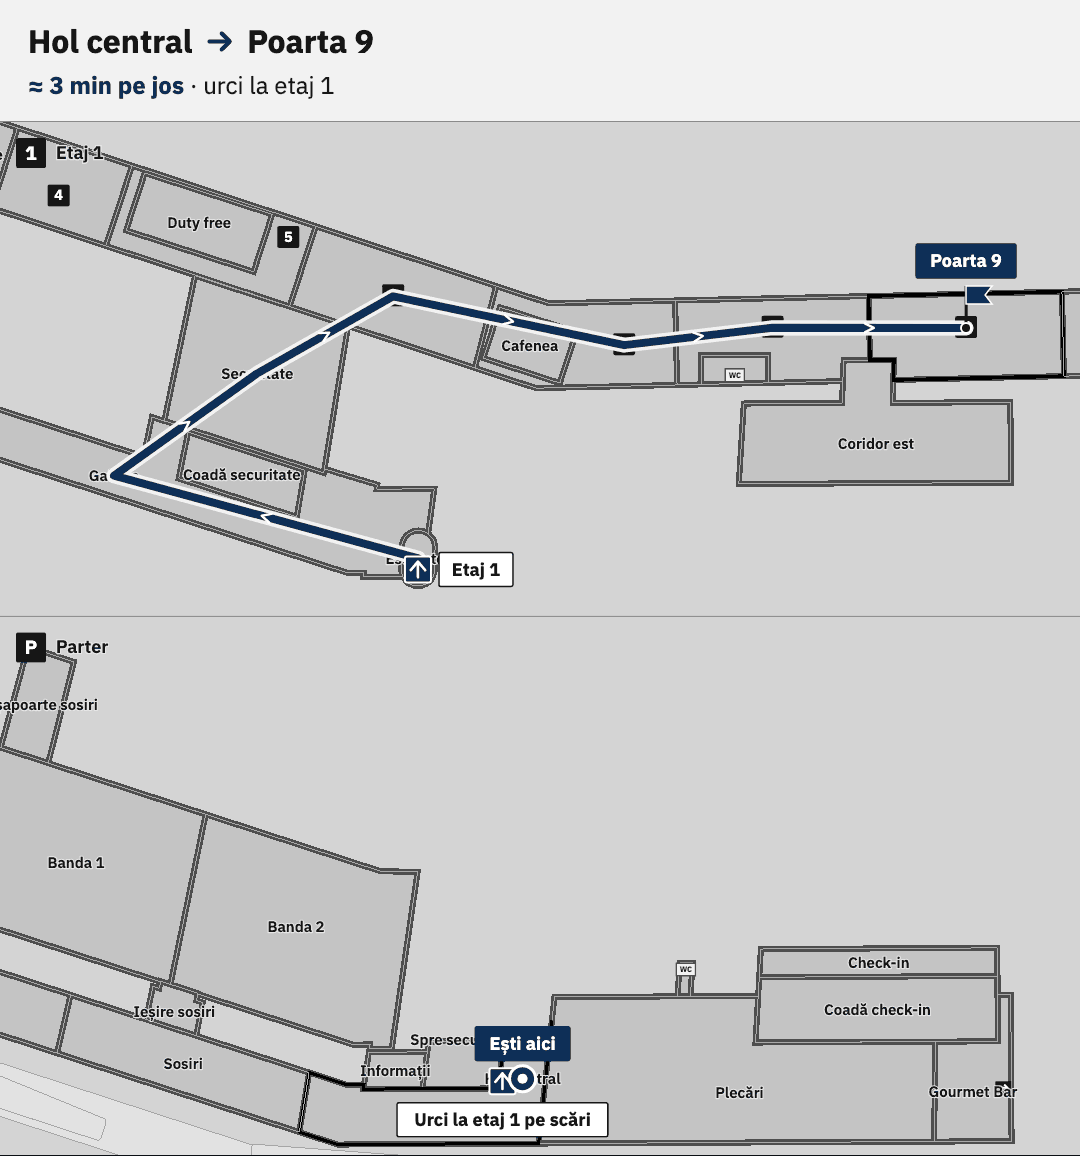 Hol central → Poarta 9
≈ 3 min pe jos · urci la etaj 1
1 Etaj 1
4
Duty free
5
Poarta 9
Cafenea
WC
Coridor est
Coadă securitate
Etaj 1
P Parter
Banda 1
Banda 2
WC
Check-in
Coadă check-in
Ieșire sosiri
Sosiri
Informații
Ești aici
Plecări
Gourmet Bar
Urci la etaj 1 pe scări